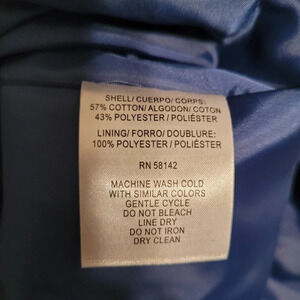 SHELL/ CUERPO/ CORPS:
57% COTTON/ ALGODON/ COTON
43% POLYESTER / POLIÉSTER
LINING/ FORRO/ DOUBLURE:
100% POLYESTER / POLIÉSTER
RN 58142
MACHINE WASH COLD
WITH SIMILAR COLORS
GENTLE CYCLE
DO NOT BLEACH
LINE DRY
DO NOT IRON
DRY CLEAN